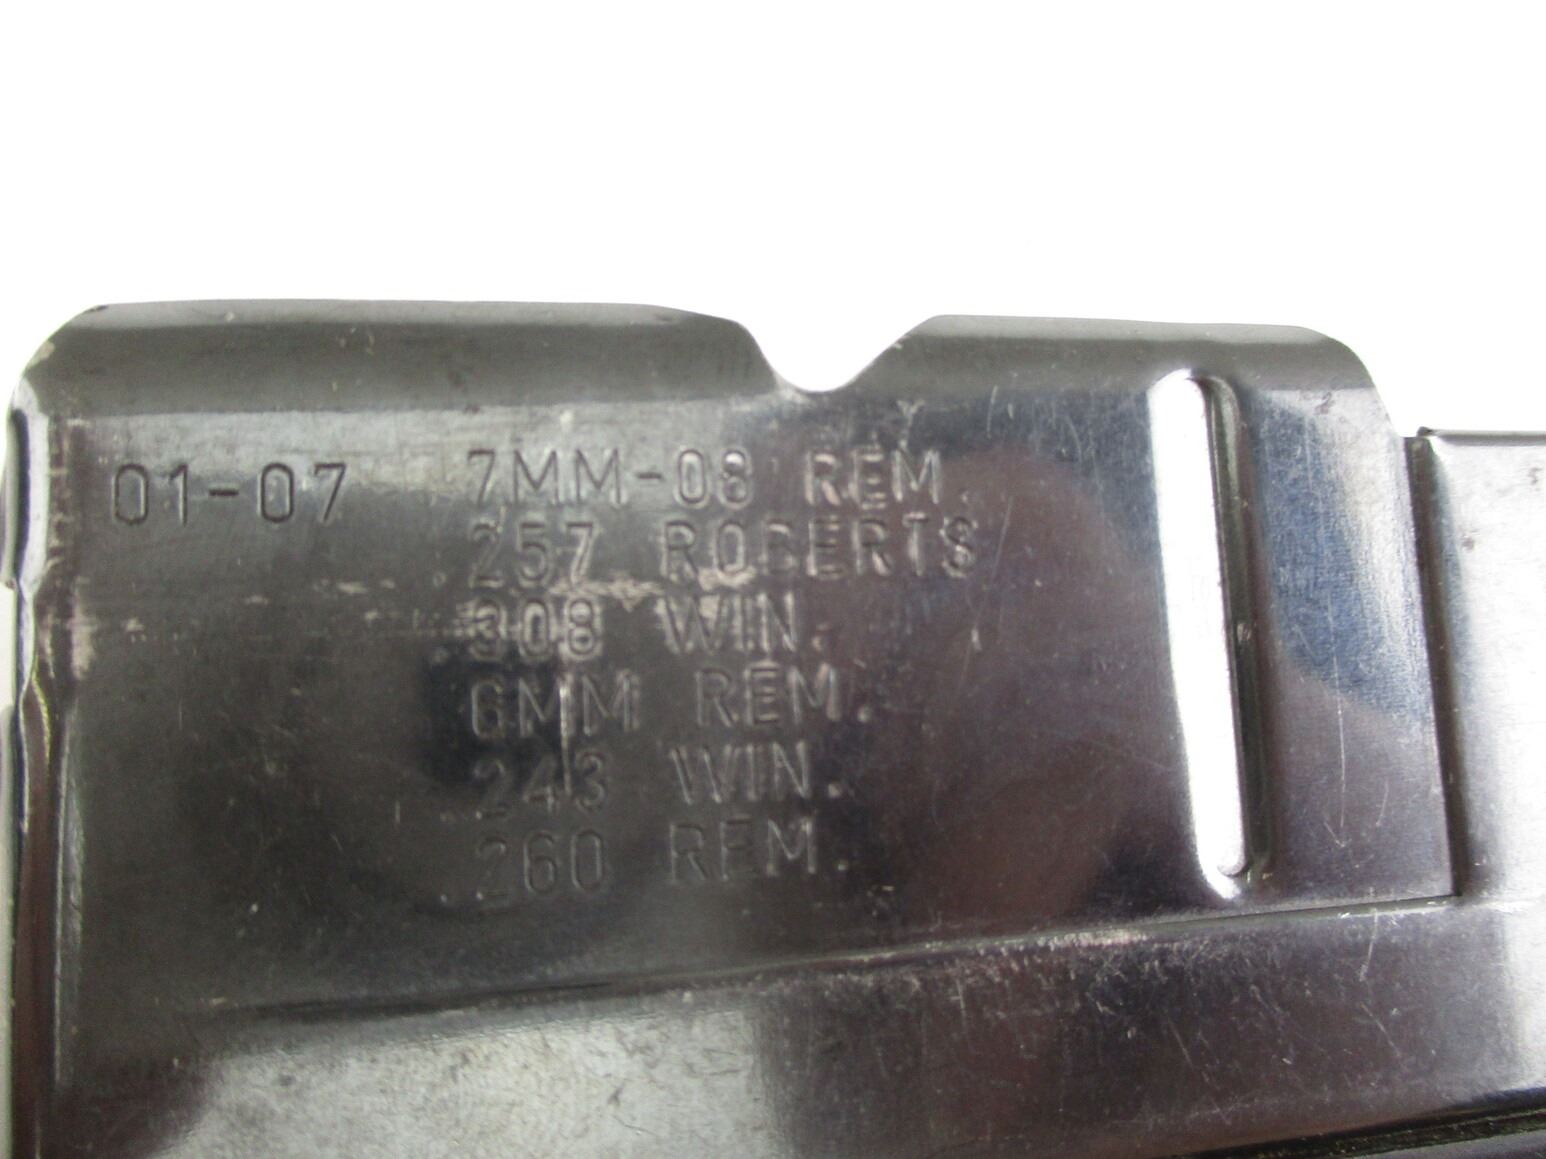 01-07 7MM-08 REM.
.257 ROBERTS
.308 WIN.
6MM REM.
.243 WIN.
.260 REM.